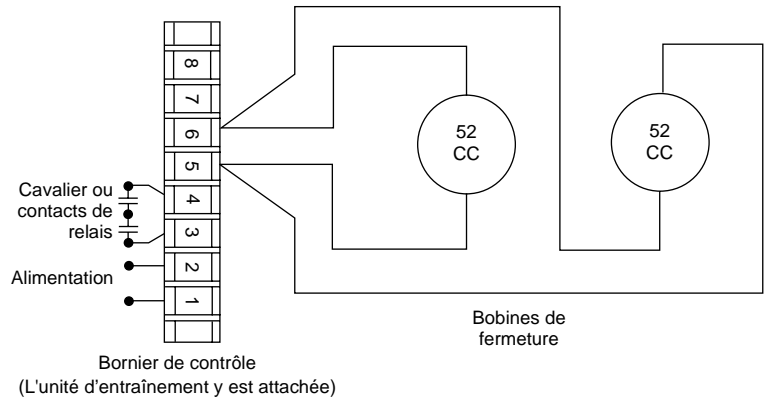 8
7
6
5
4
3
2
1
Cavalier ou
contacts de
relais
Alimentation
52
CC
52
CC
Bobines de
fermeture
Bornier de contrôle
(L'unité d'entraînement y est attachée)